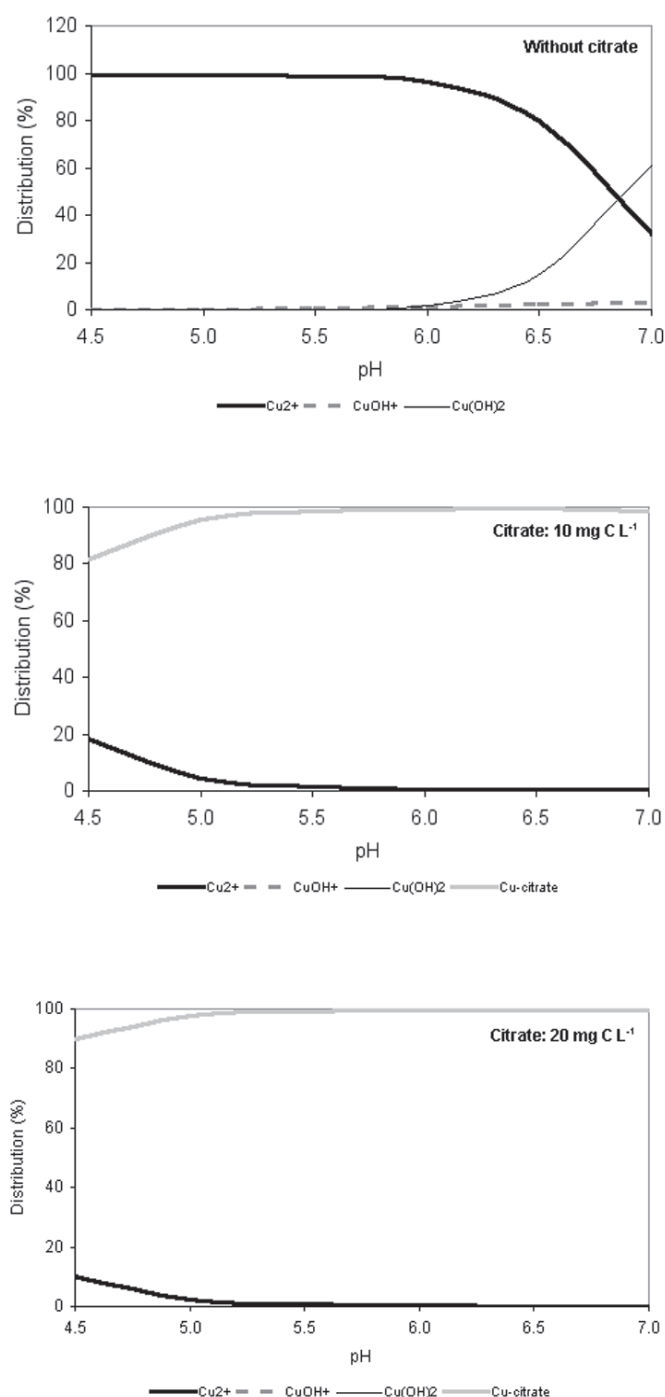 120
Without citrate
100
80
60
40
20
0
Distribution (%)
4.5 5.0 5.5 6.0 6.5 7.0
pH
Cu2+ CuOH+ Cu(OH)2
100
Citrate: 10 mg C L-1
80
60
40
20
0
Distribution (%)
4.5 5.0 5.5 6.0 6.5 7.0
pH
Cu2+ CuOH+ Cu(OH)2 Cu-citrate
100
Citrate: 20 mg C L-1
80
60
40
20
0
Distribution (%)
4.5 5.0 5.5 6.0 6.5 7.0
pH
Cu2+ CuOH+ Cu(OH)2 Cu-citrate